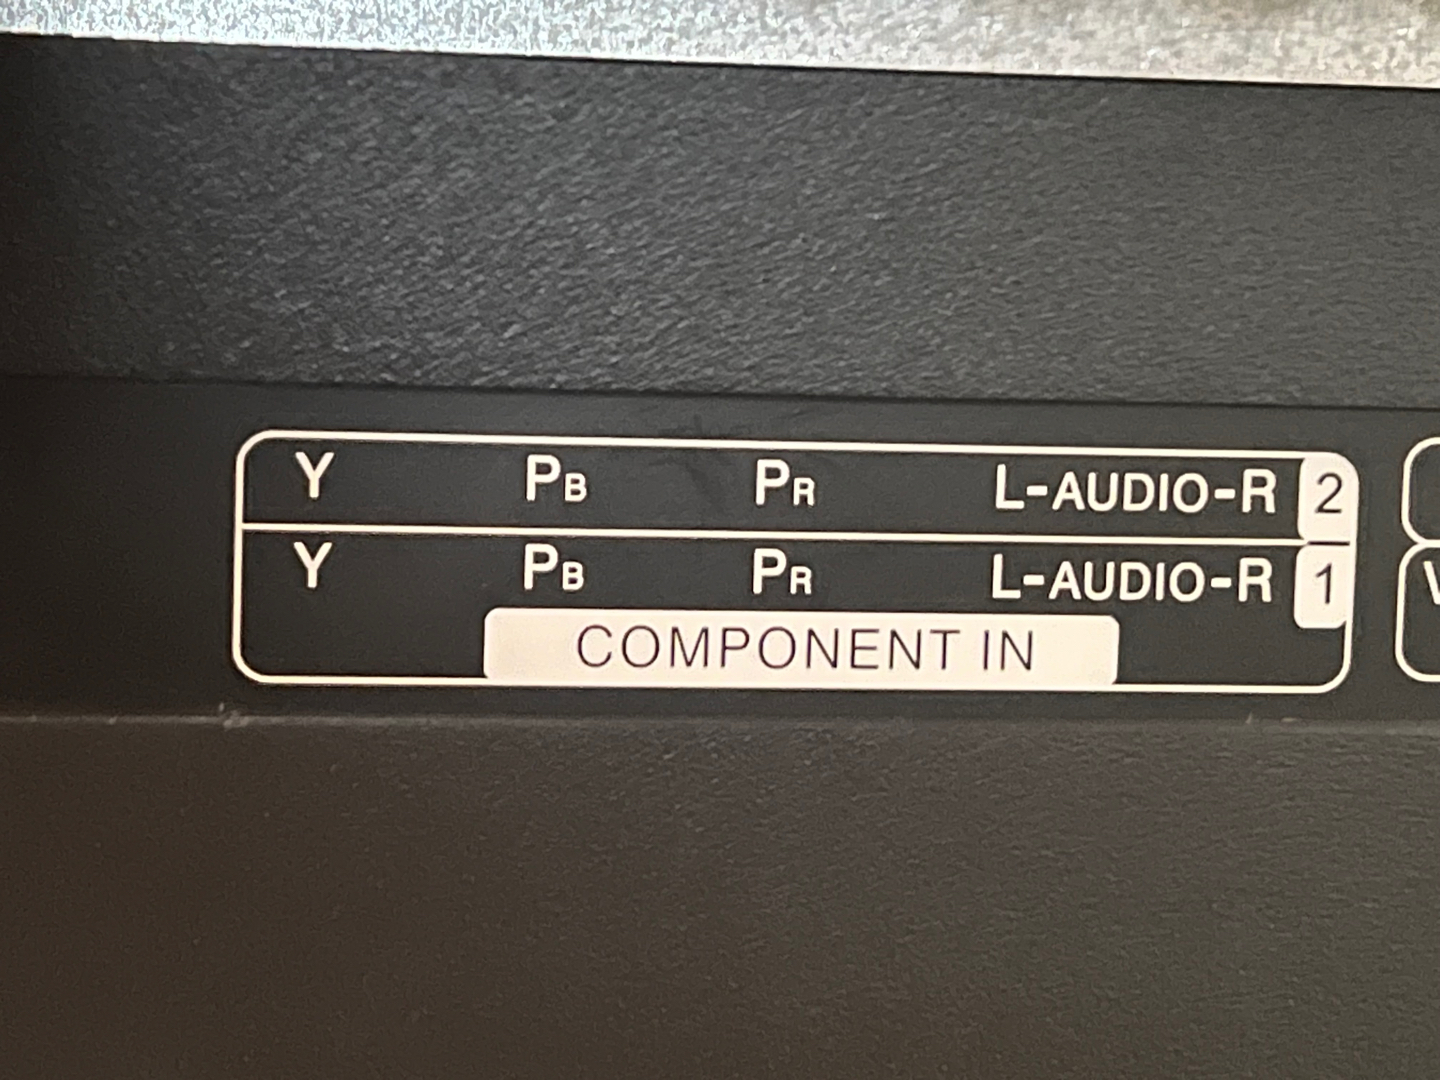 Y PB PR L-AUDIO-R 2
Y PB PR L-AUDIO-R 1
COMPONENT IN